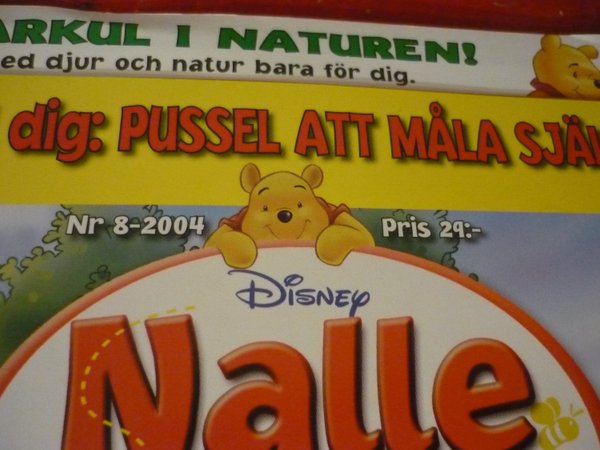 ARKUL I NATUREN!
ed djur och natur bara för dig.
dig: PUSSEL ATT MÅLA SJÄL
Nr 8-2004 Pris 29:-
DISNEY
Nalle